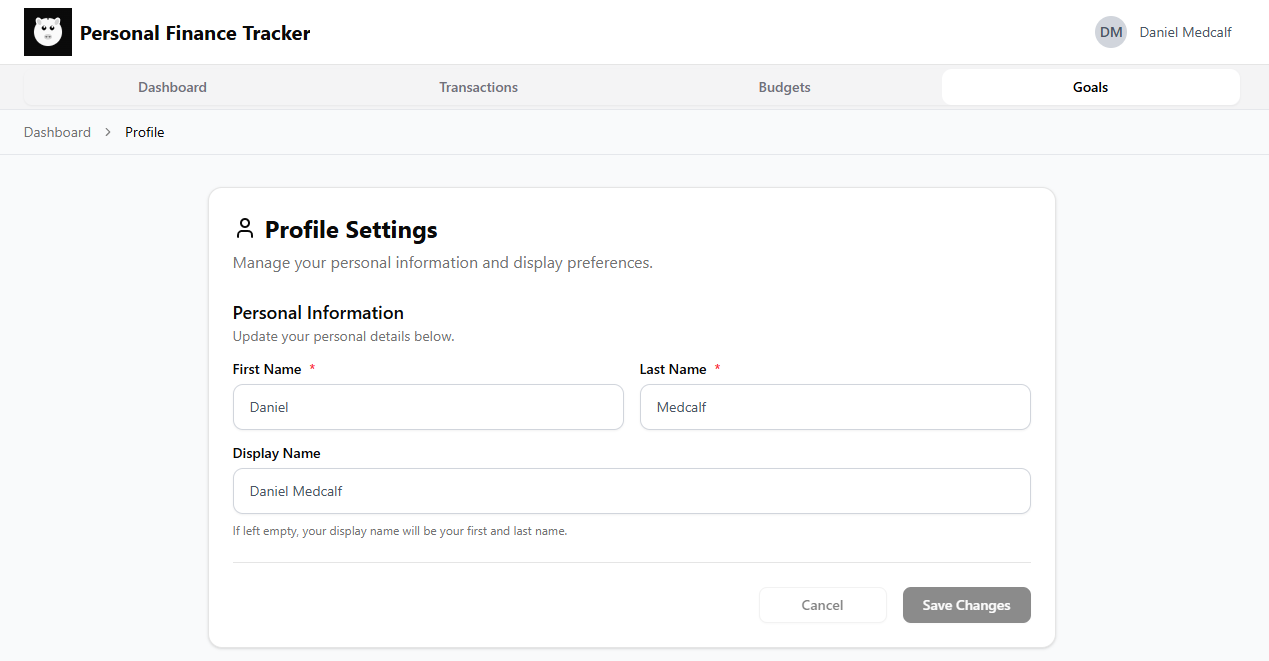 Personal Finance Tracker
DM Daniel Medcalf
Dashboard Transactions Budgets Goals
Dashboard > Profile
Profile Settings
Manage your personal information and display preferences.
Personal Information
Update your personal details below.
First Name * Last Name *
Daniel Medcalf
Display Name
Daniel Medcalf
If left empty, your display name will be your first and last name.
Cancel Save Changes